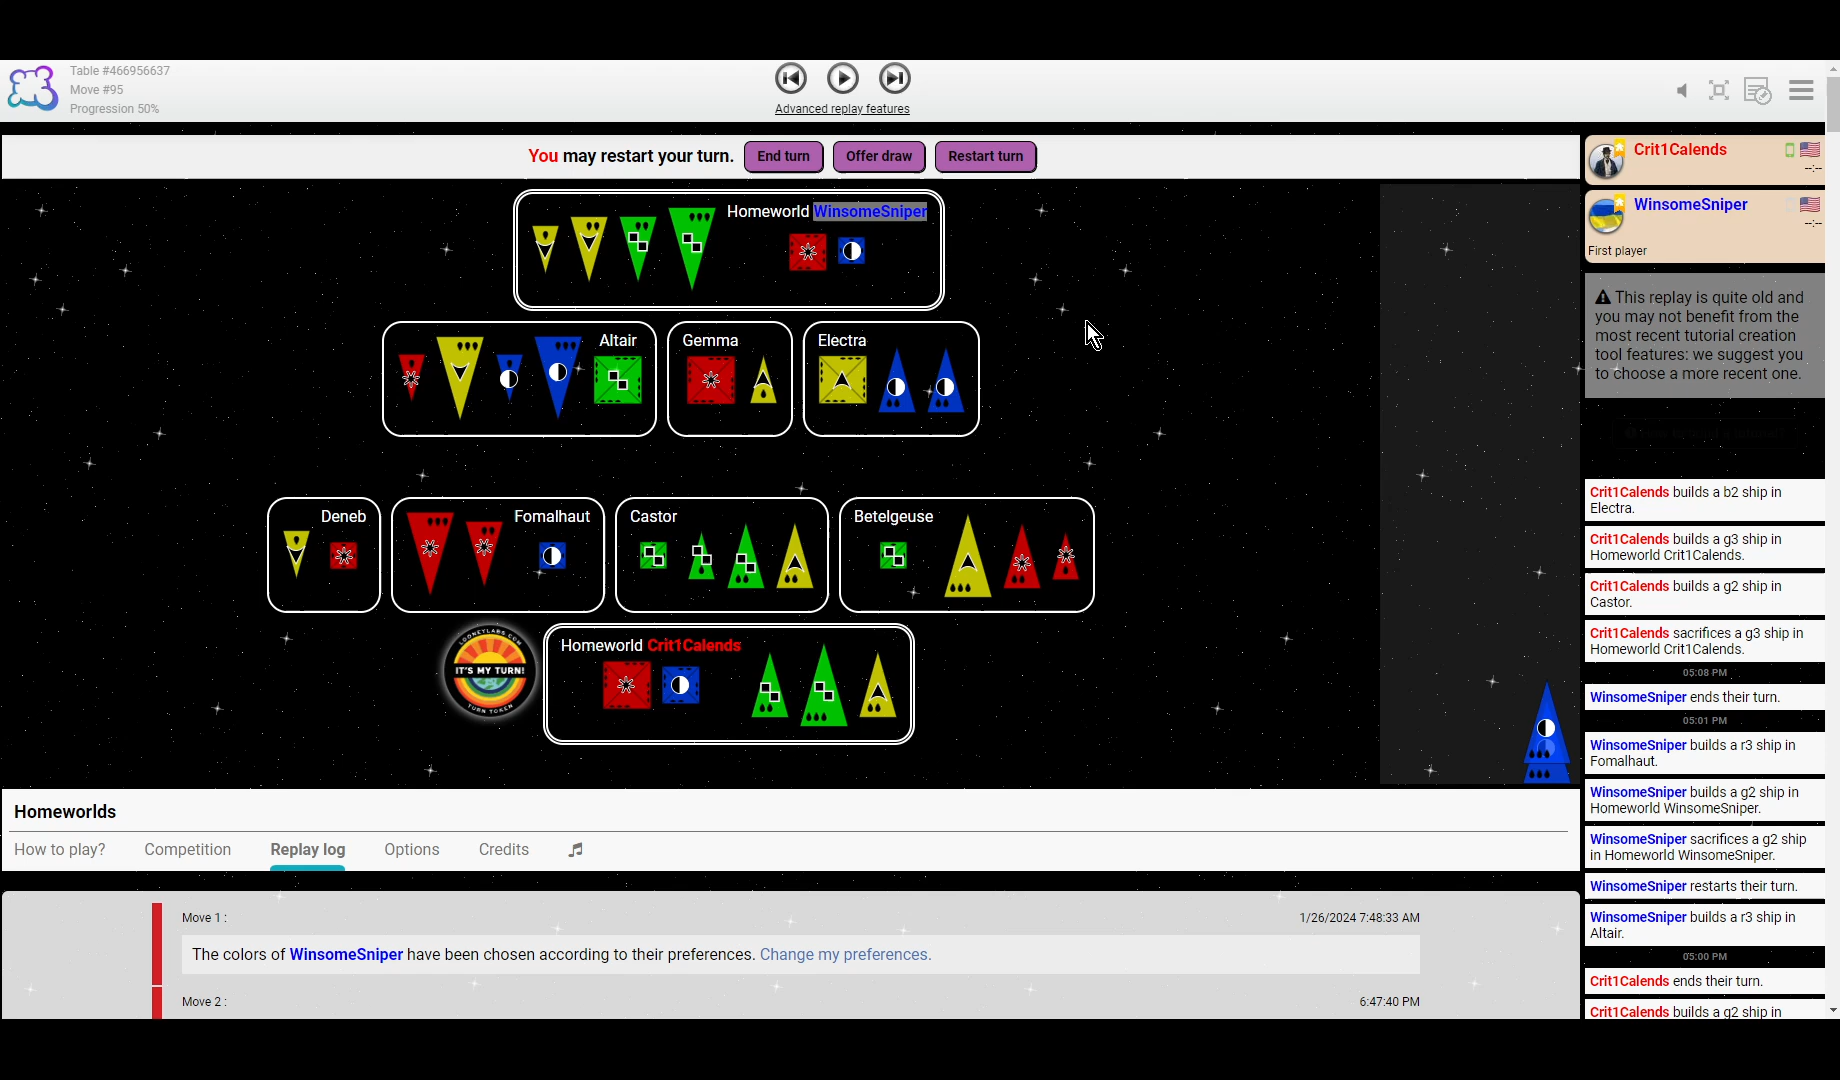 Table #466956637
Move #95
Progression 50%
Advanced replay features
You may restart your turn.
End turn
Offer draw
Restart turn
Homeworld WinsomeSniper
Altair
Gemma
Electra
Deneb
Fomalhaut
Castor
Betelgeuse
LOONEYLABS.COM
IT'S MY TURN!
TURN TOKEN
Homeworld Crit1Calends
Crit1Calends
--:--
WinsomeSniper
--:--
First player
This replay is quite old and
you may not benefit from the
most recent tutorial creation
tool features: we suggest you
to choose a more recent one.
Crit1Calends builds a b2 ship in
Electra.
Crit1Calends builds a g3 ship in
Homeworld Crit1Calends.
Crit1Calends builds a g2 ship in
Castor.
Crit1Calends sacrifices a g3 ship in
Homeworld Crit1Calends.
05:08 PM
WinsomeSniper ends their turn.
05:01 PM
WinsomeSniper builds a r3 ship in
Fomalhaut.
WinsomeSniper builds a g2 ship in
Homeworld WinsomeSniper.
WinsomeSniper sacrifices a g2 ship
in Homeworld WinsomeSniper.
WinsomeSniper restarts their turn.
WinsomeSniper builds a r3 ship in
Altair.
05:00 PM
Crit1Calends ends their turn.
Crit1Calends builds a g2 ship in
Homeworlds
How to play?
Competition
Replay log
Options
Credits
Move 1 :
1/26/2024 7:48:33 AM
The colors of WinsomeSniper have been chosen according to their preferences. Change my preferences.
Move 2 :
6:47:40 PM